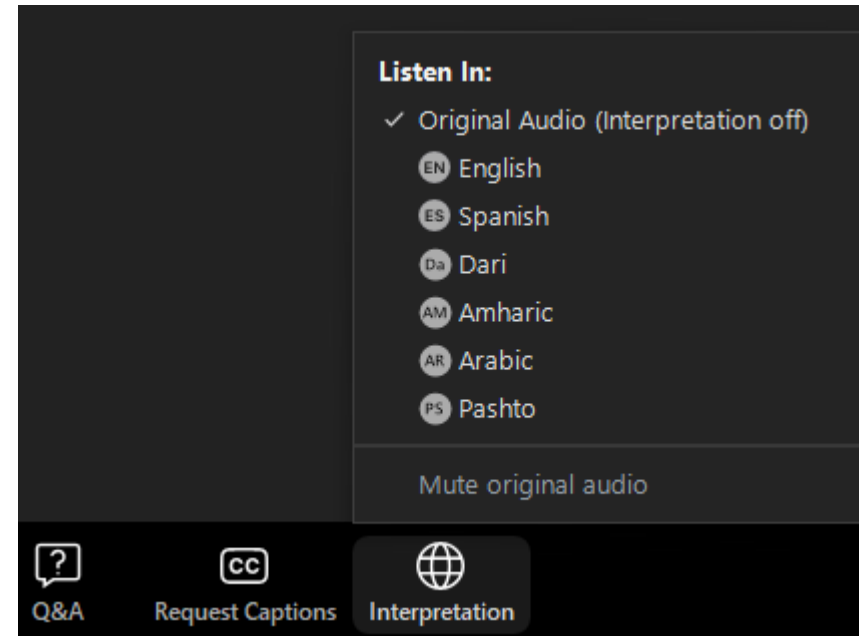 Listen In:
Original Audio (Interpretation off)
EN English
ES Spanish
Da Dari
AM Amharic
AR Arabic
PS Pashto
Mute original audio
? CC
Q&A Request Captions Interpretation